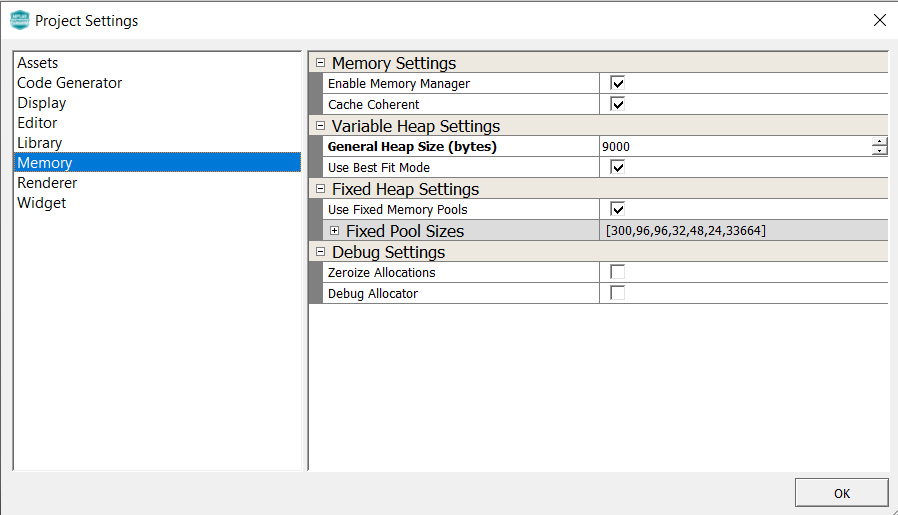 Project Settings
Assets
Code Generator
Display
Editor
Library
Memory
Renderer
Widget
Memory Settings
Enable Memory Manager
Cache Coherent
Variable Heap Settings
General Heap Size (bytes) 9000
Use Best Fit Mode
Fixed Heap Settings
Use Fixed Memory Pools
Fixed Pool Sizes [300,96,96,32,48,24,33664]
Debug Settings
Zeroize Allocations
Debug Allocator
OK